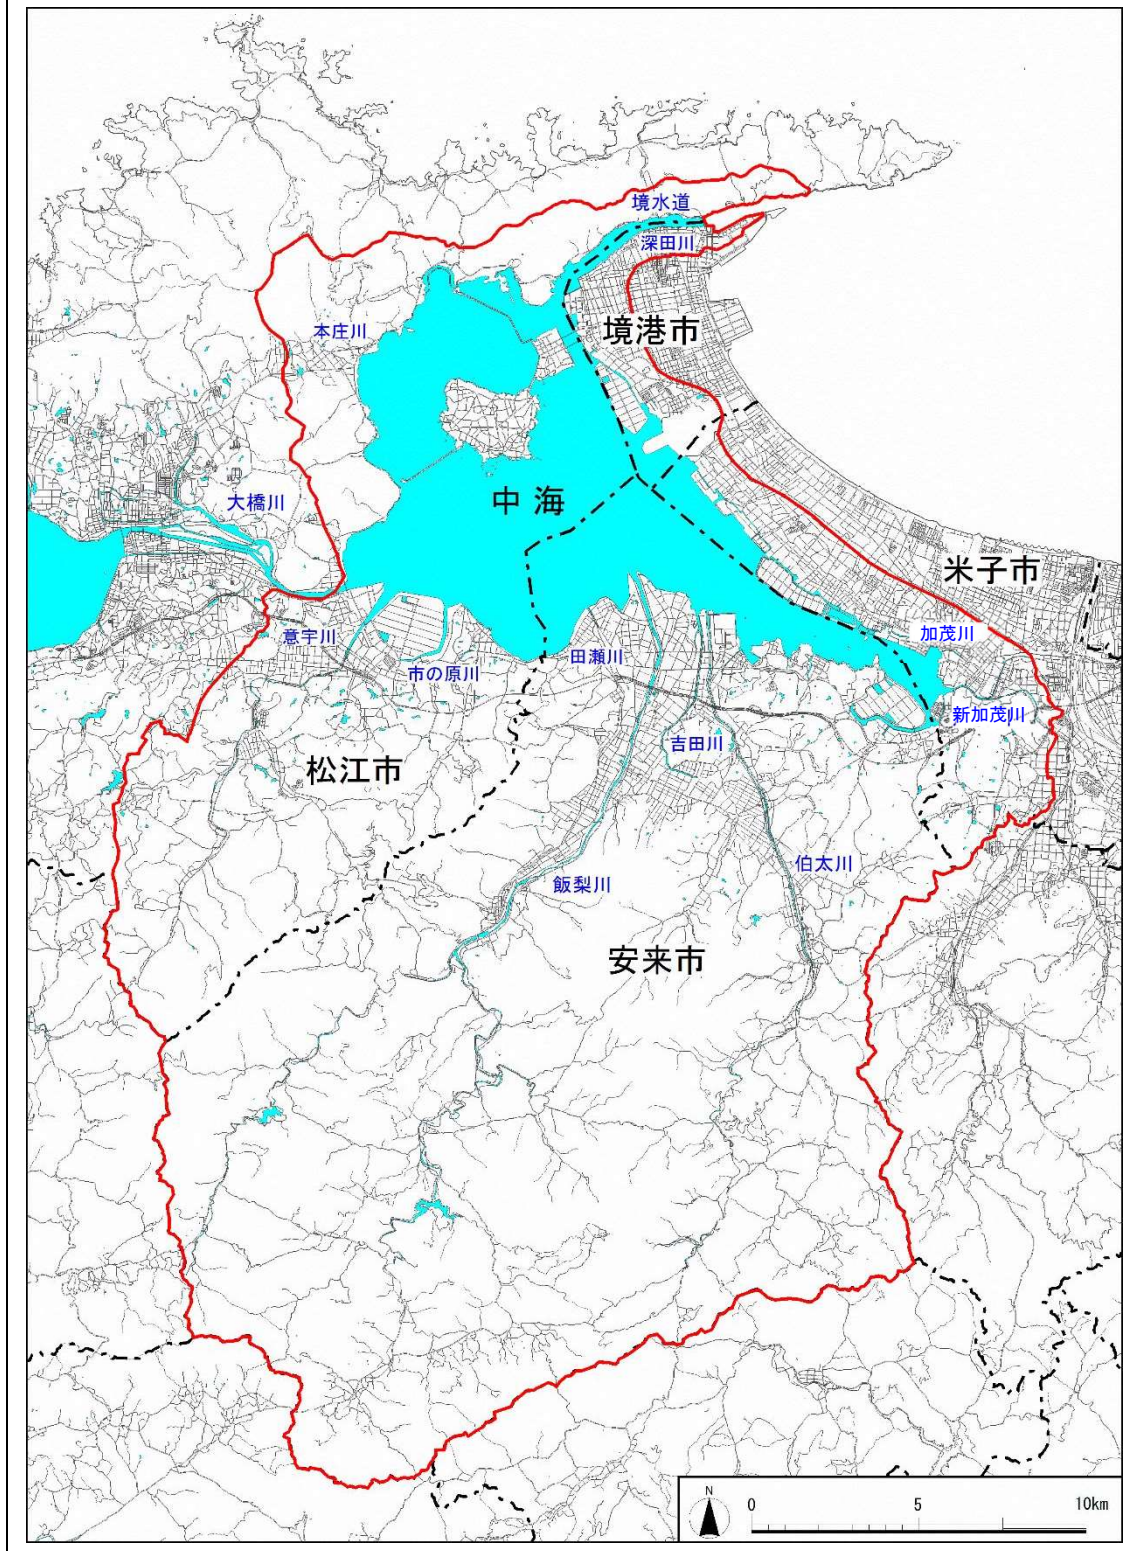 境水道
深田川
境港市
本庄川
中海
大橋川
米子市
加茂川
意宇川
市の原川
田瀬川
新加茂川
吉田川
松江市
伯太川
飯梨川
安来市
N
0 5 10km